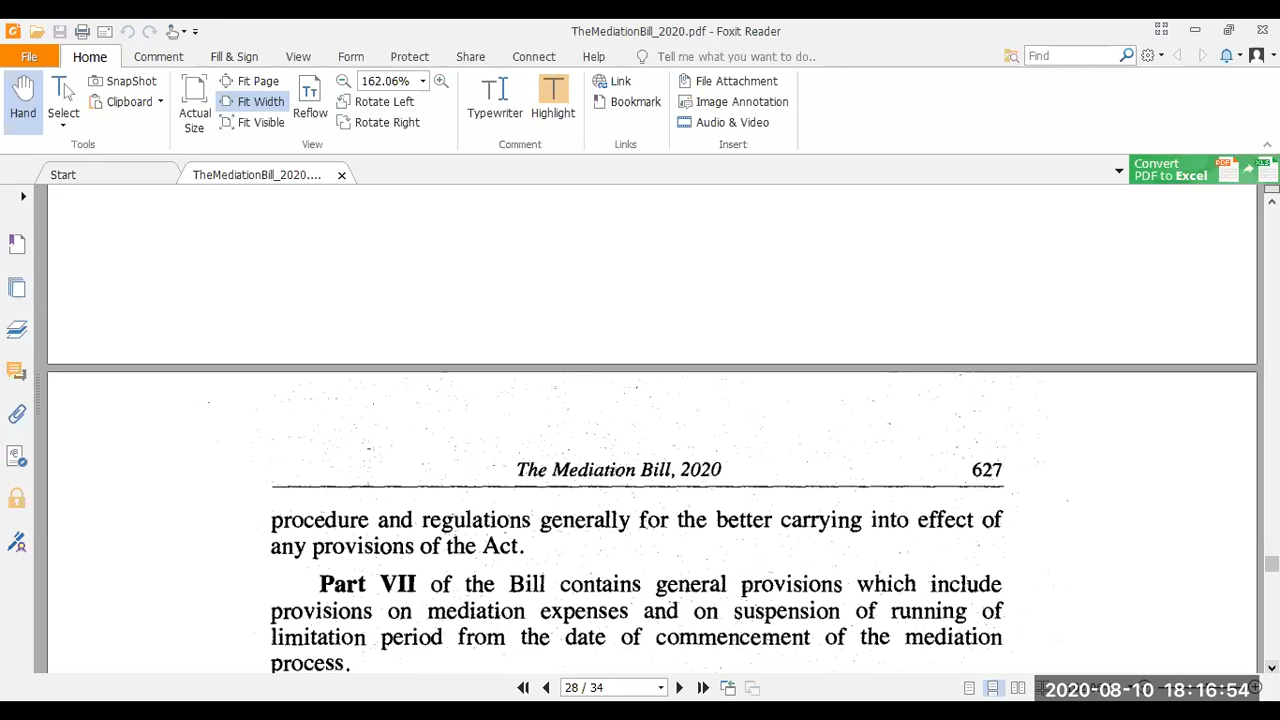 TheMediationBill_2020.pdf - Foxit Reader
File Home Comment Fill & Sign View Form Protect Share Connect Help Tell me what you want to do.. Find
Hand
Select
SnapShot
Clipboard
Tools
Actual Size
Fit Page
Fit Width
Fit Visible
Reflow
162.06%
Rotate Left
Rotate Right
View
Typewriter
Highlight
Comment
Link
Bookmark
Links
File Attachment
Image Annotation
Audio & Video
Insert
Start TheMediationBill_2020....
Convert
PDF to Excel
PDF XLS
The Mediation Bill, 2020 627
procedure and regulations generally for the better carrying into effect of
any provisions of the Act.
Part VII of the Bill contains general provisions which include
provisions on mediation expenses and on suspension of running of
limitation period from the date of commencement of the mediation
process.
28 / 34
2020-08-10 18:16:54